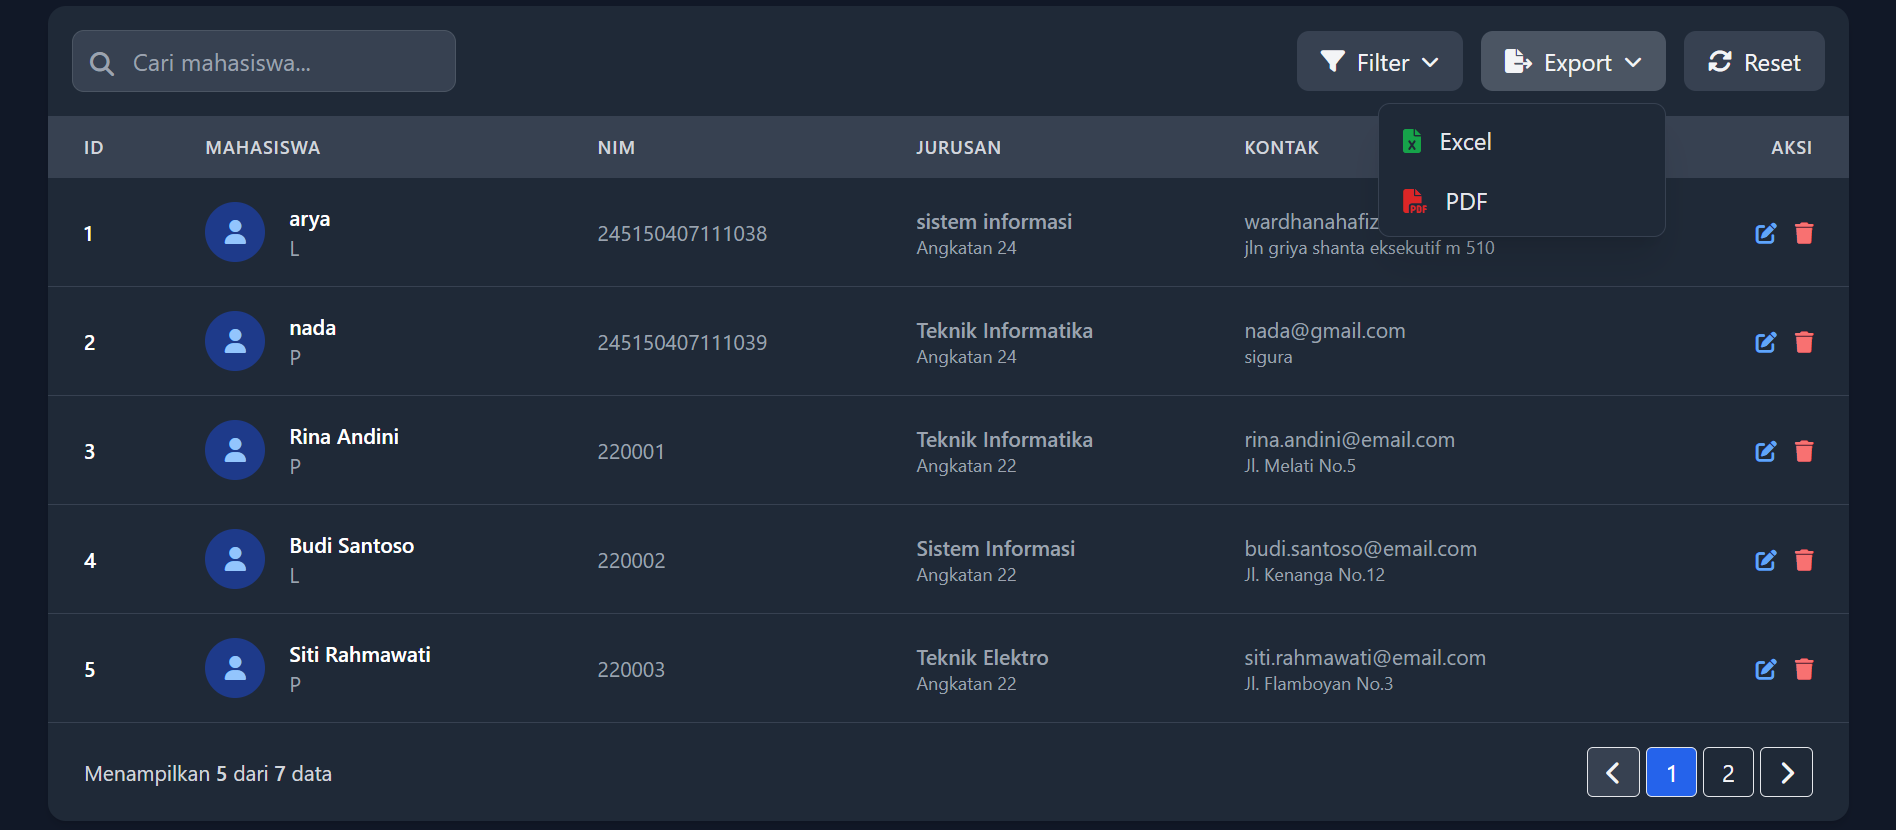 Cari mahasiswa...
Filter
Export
Reset
Excel
PDF
ID MAHASISWA NIM JURUSAN KONTAK AKSI
1 arya 245150407111038 sistem informasi wardhanahafiz
L Angkatan 24 jln griya shanta eksekutif m 510
2 nada 245150407111039 Teknik Informatika nada@gmail.com
P Angkatan 24 sigura
3 Rina Andini 220001 Teknik Informatika rina.andini@email.com
P Angkatan 22 Jl. Melati No.5
4 Budi Santoso 220002 Sistem Informasi budi.santoso@email.com
L Angkatan 22 Jl. Kenanga No.12
5 Siti Rahmawati 220003 Teknik Elektro siti.rahmawati@email.com
P Angkatan 22 Jl. Flamboyan No.3
Menampilkan 5 dari 7 data
1 2